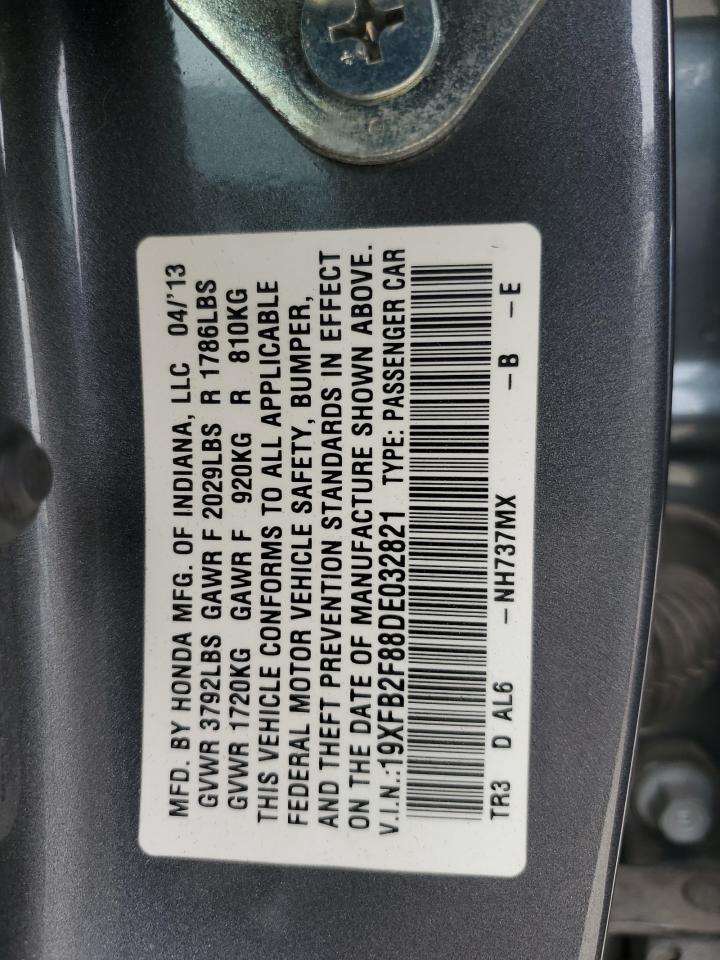 MFD. BY HONDA MFG. OF INDIANA, LLC 04/'13
GVWR 3792LBS GAWR F 2029LBS R 1786LBS
GVWR 1720KG GAWR F 920KG R 810KG
THIS VEHICLE CONFORMS TO ALL APPLICABLE
FEDERAL MOTOR VEHICLE SAFETY, BUMPER,
AND THEFT PREVENTION STANDARDS IN EFFECT
ON THE DATE OF MANUFACTURE SHOWN ABOVE.
V.I.N.:19XFB2F88DE032821 TYPE: PASSENGER CAR
TR3 D AL6 -NH737MX -B -E